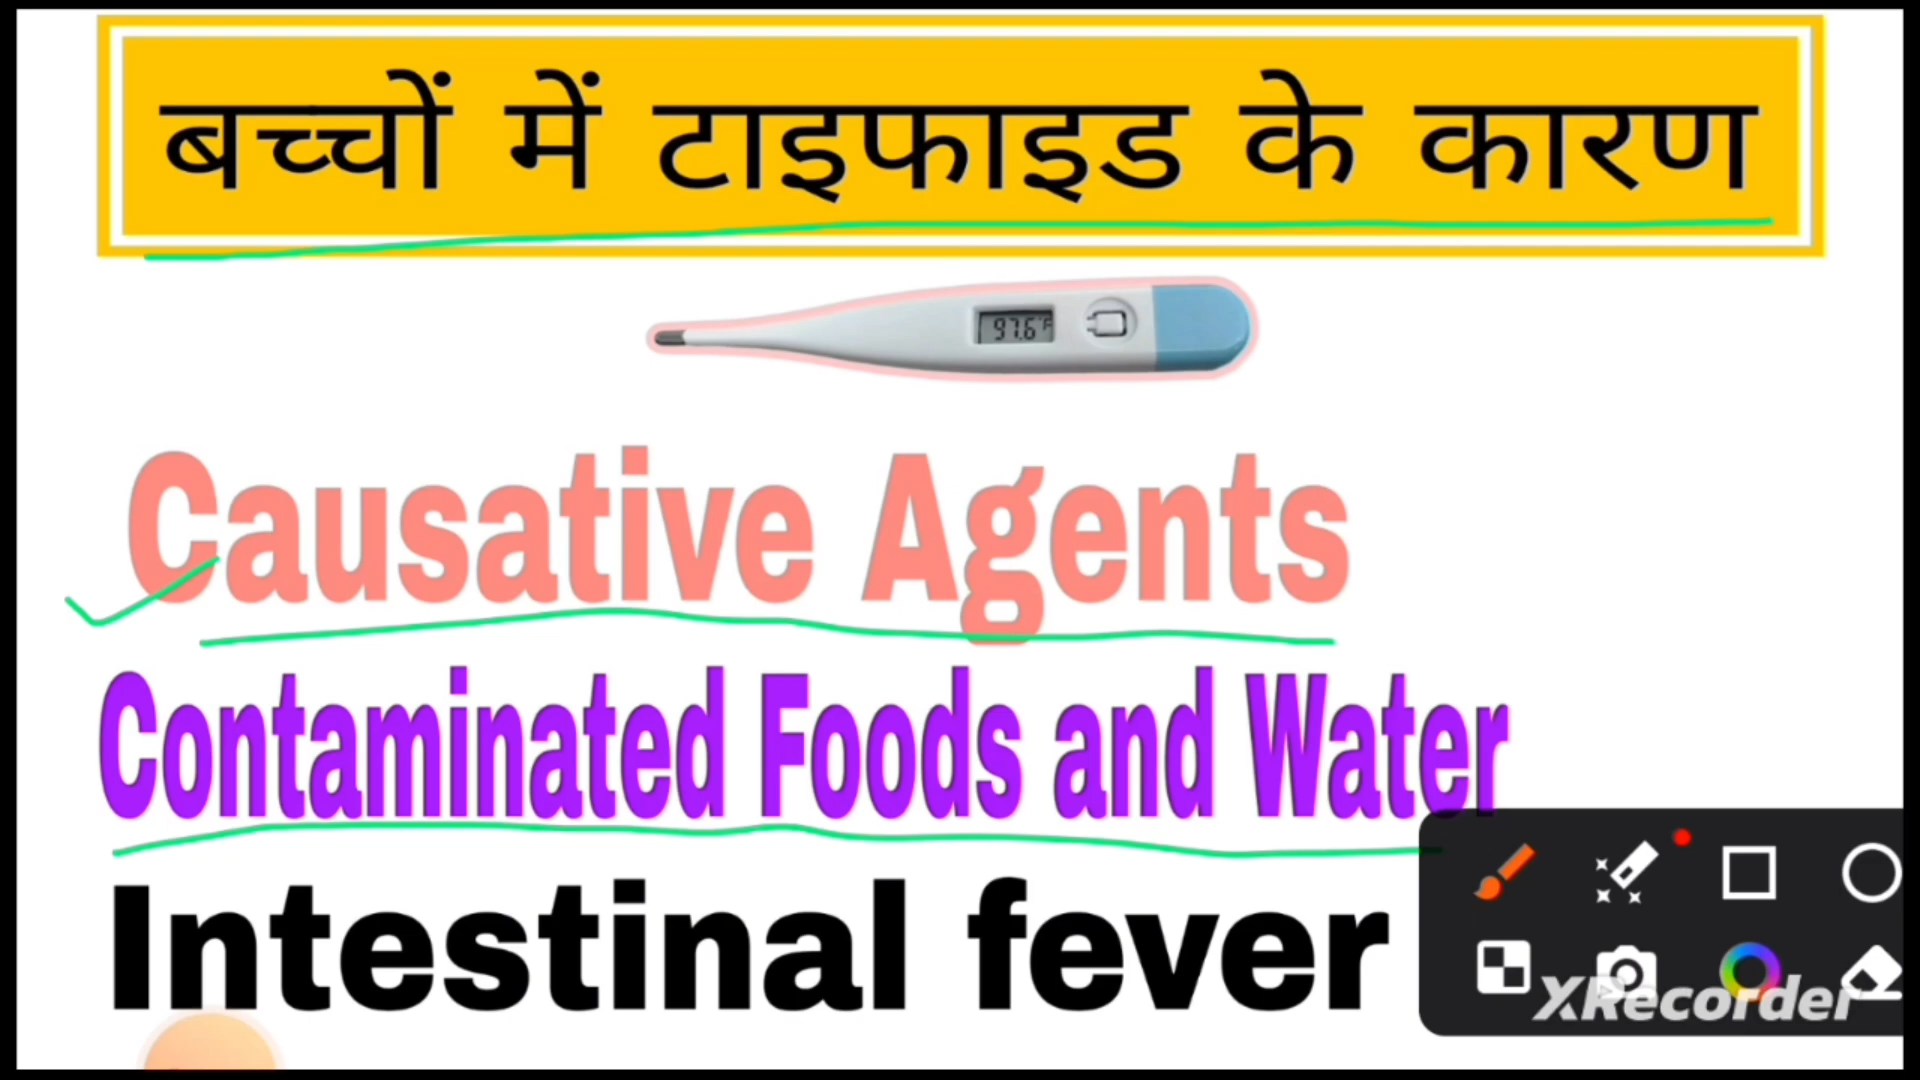 बच्चों में टाइफाइड के कारण
97.6°F
Causative Agents
Contaminated Foods and Water
Intestinal fever
XRecorder